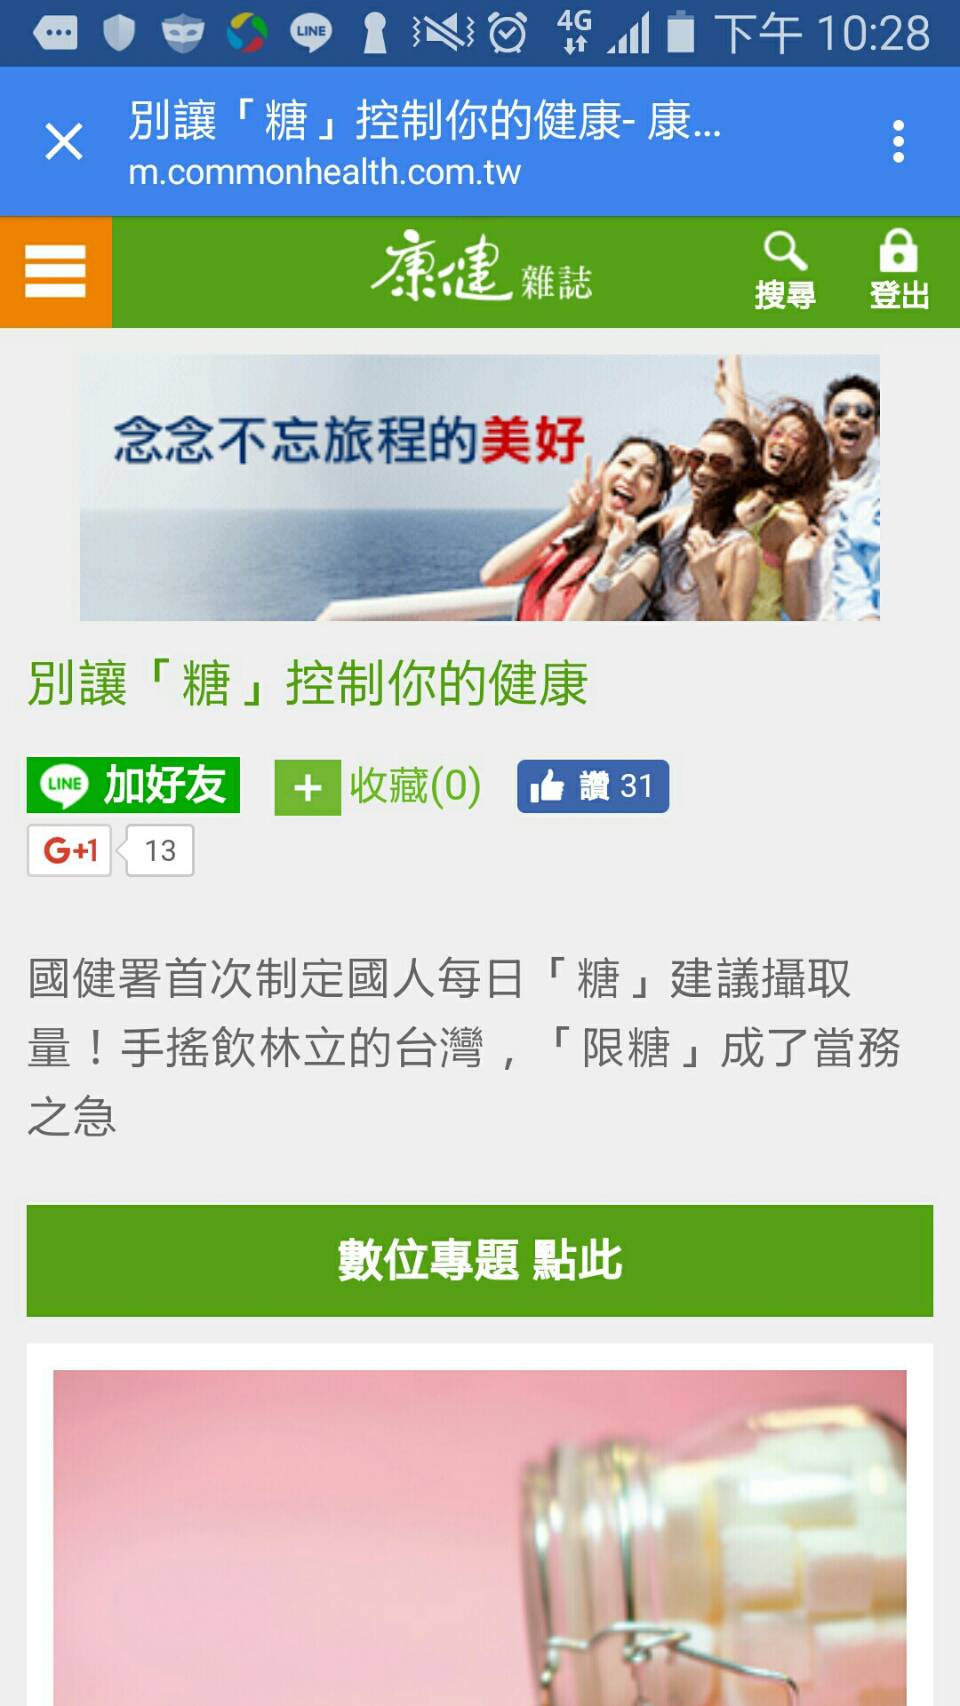 LINE
4G
下午 10:28
別讓「糖」控制你的健康- 康...
m.commonhealth.com.tw
康健 雜誌
搜尋
登出
念念不忘旅程的美好
別讓「糖」控制你的健康
LINE 加好友
+ 收藏(0)
讚 31
G+1 13
國健署首次制定國人每日「糖」建議攝取
量！手搖飲林立的台灣，「限糖」成了當務
之急
數位專題 點此